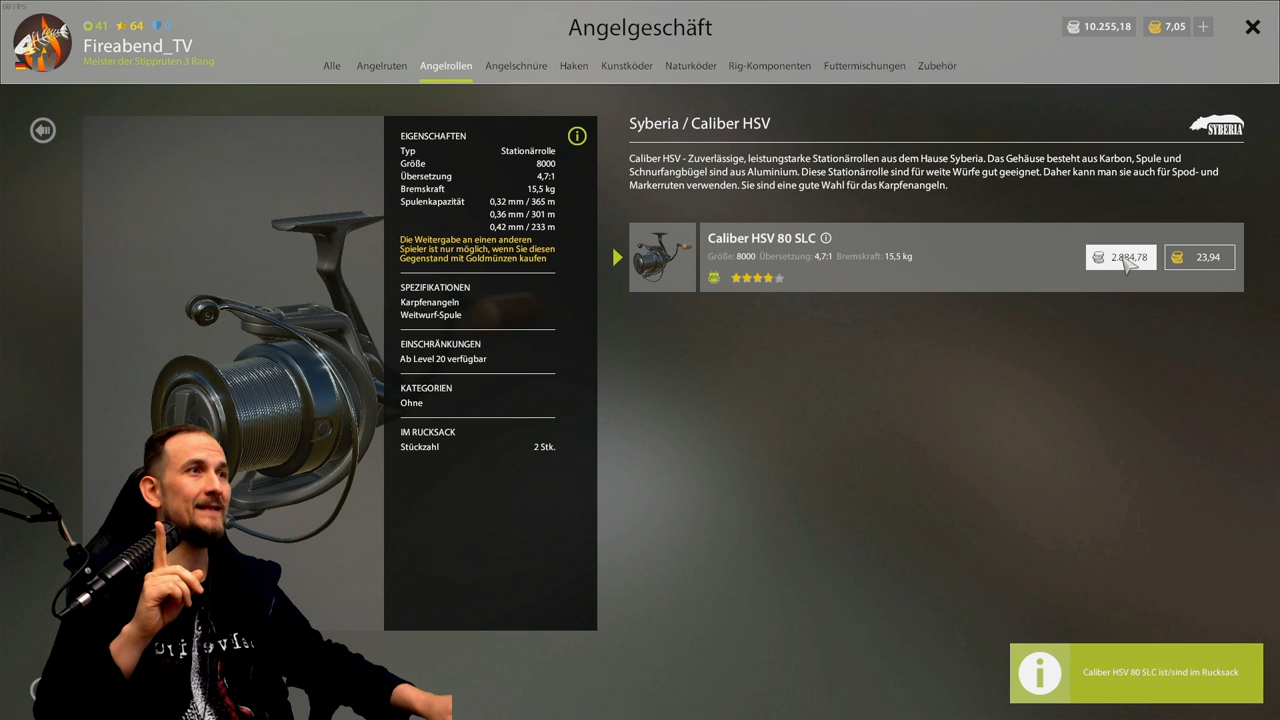 41 64 0
Fireabend_TV
Meister der Stippruten 3 Rang
Angelgeschäft
10.255,18 7,05
Alle Angelruten Angelrollen Angelschnüre Haken Kunstköder Naturköder Rig-Komponenten Futtermischungen Zubehör
EIGENSCHAFTEN
Typ Stationärrolle
Größe 8000
Übersetzung 4,7:1
Bremskraft 15,5 kg
Spulenkapazität 0,32 mm / 365 m
0,36 mm / 301 m
0,42 mm / 233 m
Die Weitergabe an einen anderen
Spieler ist nur möglich, wenn Sie diesen
Gegenstand mit Goldmünzen kaufen
SPEZIFIKATIONEN
Karpfenangeln
Weitwurf-Spule
EINSCHRÄNKUNGEN
Ab Level 20 verfügbar
KATEGORIEN
Ohne
IM RUCKSACK
Stückzahl 2 Stk.
Syberia / Caliber HSV
SYBERIA
Caliber HSV - Zuverlässige, leistungstarke Stationärrollen aus dem Hause Syberia. Das Gehäuse besteht aus Karbon, Spule und
Schnurfangbügel sind aus Aluminium. Diese Stationärrolle sind für weite Würfe gut geeignet. Daher kann man sie auch für Spod- und
Markerruten verwenden. Sie sind eine gute Wahl für das Karpfenangeln.
Caliber HSV 80 SLC
Größe: 8000 Übersetzung: 4,7:1 Bremskraft: 15,5 kg
23,94
Caliber HSV 80 SLC ist/sind im Rucksack